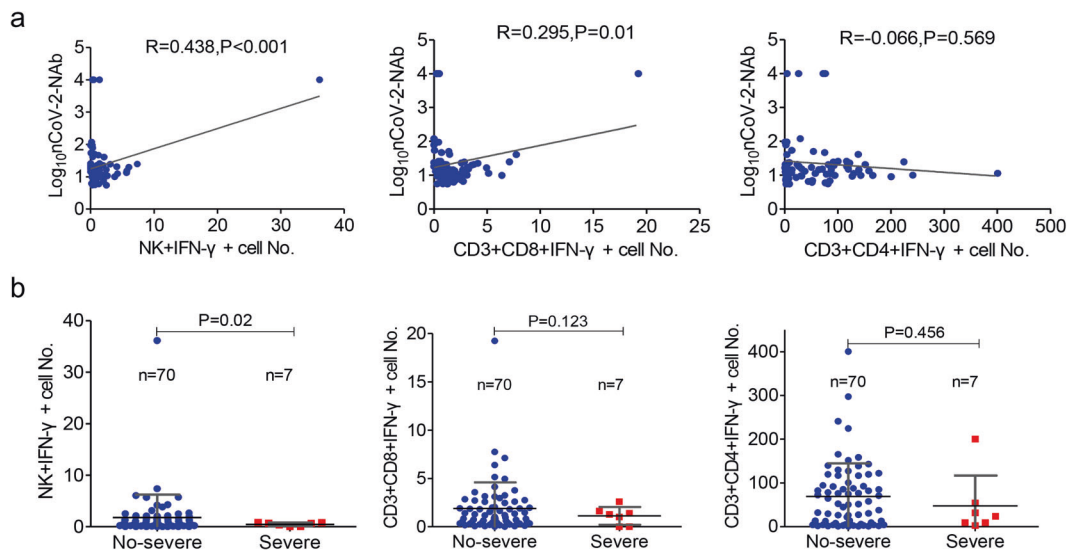 a
R=0.438,P<0.001
5
4
3
2
1
0
Log10nCoV-2-NAb
0 10 20 30 40
NK+IFN-γ + cell No.
R=0.295,P=0.01
5
4
3
2
1
0
Log10nCoV-2-NAb
0 5 10 15 20 25
CD3+CD8+IFN-γ + cell No.
R=-0.066,P=0.569
5
4
3
2
1
0
Log10nCoV-2-NAb
0 100 200 300 400 500
CD3+CD4+IFN-γ + cell No.
b
P=0.02
40
30
20
10
0
NK+IFN-γ + cell No.
n=70 n=7
No-severe Severe
P=0.123
20
15
10
5
0
CD3+CD8+IFN-γ + cell No.
n=70 n=7
No-severe Severe
P=0.456
400
300
200
100
0
CD3+CD4+IFN-γ + cell No.
n=70 n=7
No-severe Severe